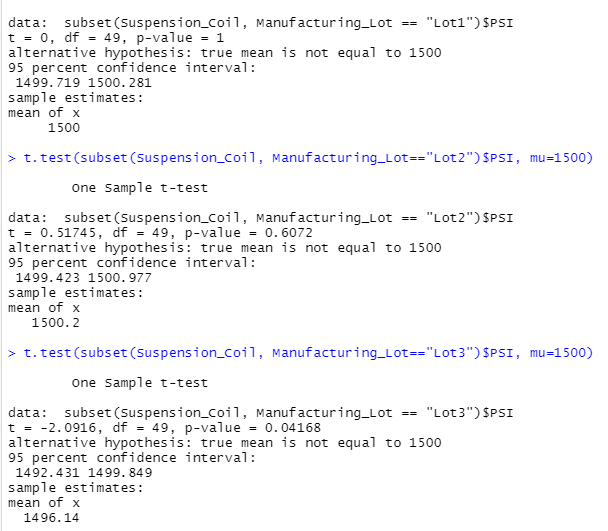 data:  subset(Suspension_Coil, Manufacturing_Lot == "Lot1")$PSI
t = 0, df = 49, p-value = 1
alternative hypothesis: true mean is not equal to 1500
95 percent confidence interval:
 1499.719 1500.281
sample estimates:
mean of x
     1500
> t.test(subset(Suspension_Coil, Manufacturing_Lot=="Lot2")$PSI, mu=1500)
        One Sample t-test
data:  subset(Suspension_Coil, Manufacturing_Lot == "Lot2")$PSI
t = 0.51745, df = 49, p-value = 0.6072
alternative hypothesis: true mean is not equal to 1500
95 percent confidence interval:
 1499.423 1500.977
sample estimates:
mean of x
   1500.2
> t.test(subset(Suspension_Coil, Manufacturing_Lot=="Lot3")$PSI, mu=1500)
        One Sample t-test
data:  subset(Suspension_Coil, Manufacturing_Lot == "Lot3")$PSI
t = -2.0916, df = 49, p-value = 0.04168
alternative hypothesis: true mean is not equal to 1500
95 percent confidence interval:
 1492.431 1499.849
sample estimates:
mean of x
  1496.14